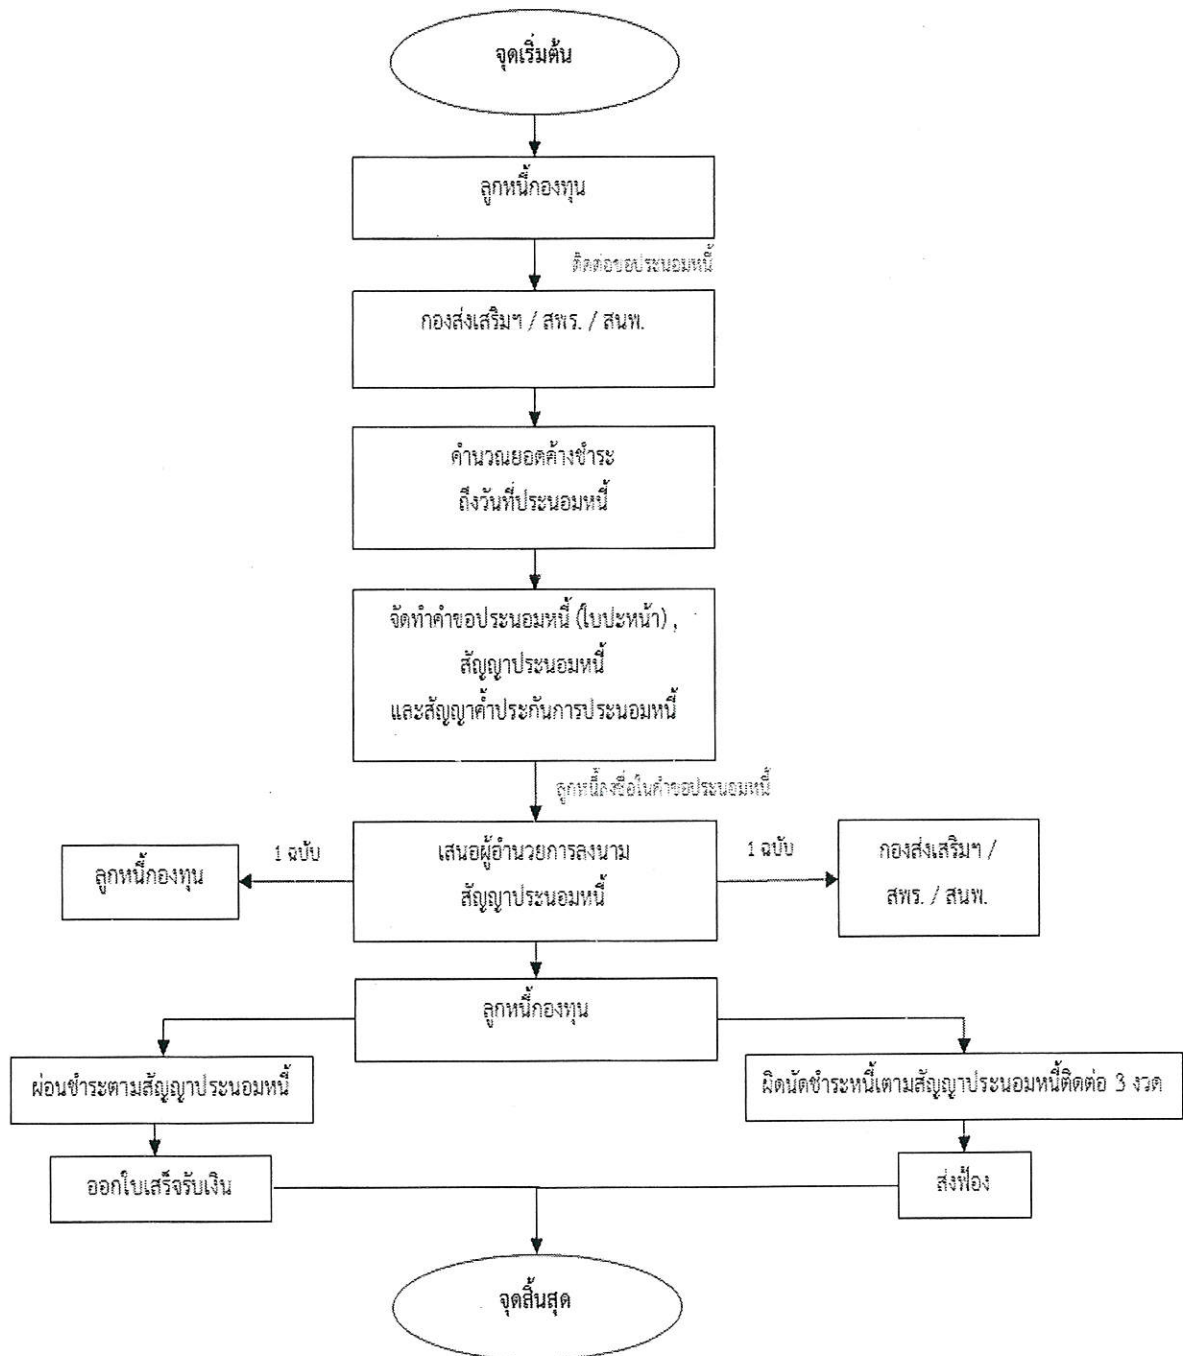 จุดเริ่มต้น
ลูกหนี้กองทุน
ติดต่อขอประนอมหนี้
กองส่งเสริมฯ / สพร. / สนพ.
คำนวณยอดค้างชำระ
ถึงวันที่ประนอมหนี้
จัดทำคำขอประนอมหนี้ (ใบปะหน้า) ,
สัญญาประนอมหนี้
และสัญญาค้ำประกันการประนอมหนี้
ลูกหนี้ลงชื่อในคำขอประนอมหนี้
ลูกหนี้กองทุน
1 ฉบับ
เสนอผู้อำนวยการลงนาม
สัญญาประนอมหนี้
1 ฉบับ
กองส่งเสริมฯ /
สพร. / สนพ.
ลูกหนี้กองทุน
ผ่อนชำระตามสัญญาประนอมหนี้
ผิดนัดชำระหนี้เตามสัญญาประนอมหนี้ติดต่อ 3 งวด
ออกใบเสร็จรับเงิน
ส่งฟ้อง
จุดสิ้นสุด